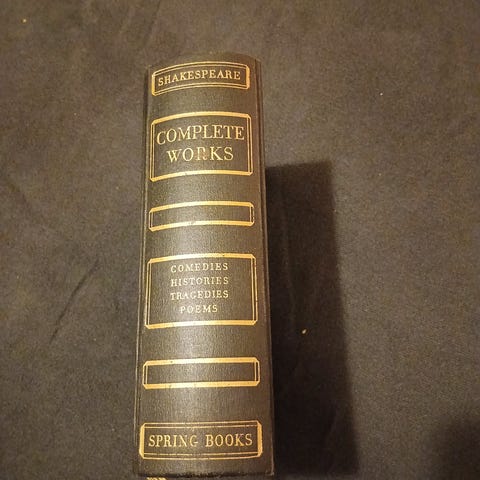 SHAKESPEARE
COMPLETE
WORKS
COMEDIES
HISTORIES
TRAGEDIES
POEMS
SPRING BOOKS